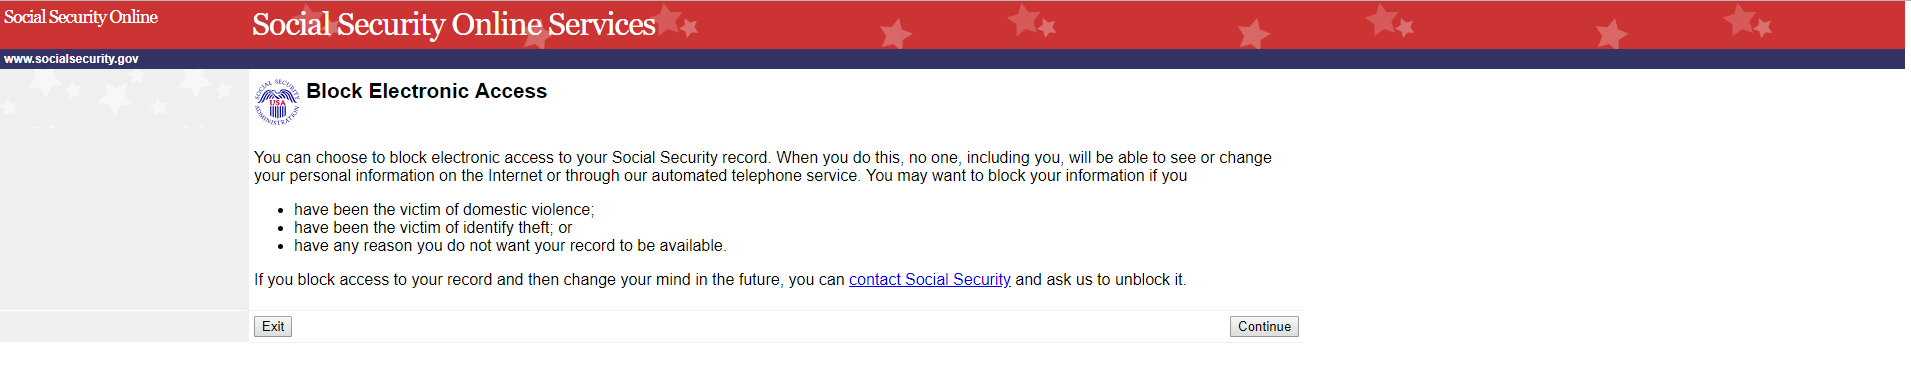 Social Security Online
Social Security Online Services
www.socialsecurity.gov
SOCIAL SECURITY ADMINISTRATION
USA
Block Electronic Access
You can choose to block electronic access to your Social Security record. When you do this, no one, including you, will be able to see or change
your personal information on the Internet or through our automated telephone service. You may want to block your information if you
• have been the victim of domestic violence;
• have been the victim of identify theft; or
• have any reason you do not want your record to be available.
If you block access to your record and then change your mind in the future, you can contact Social Security and ask us to unblock it.
Exit
Continue